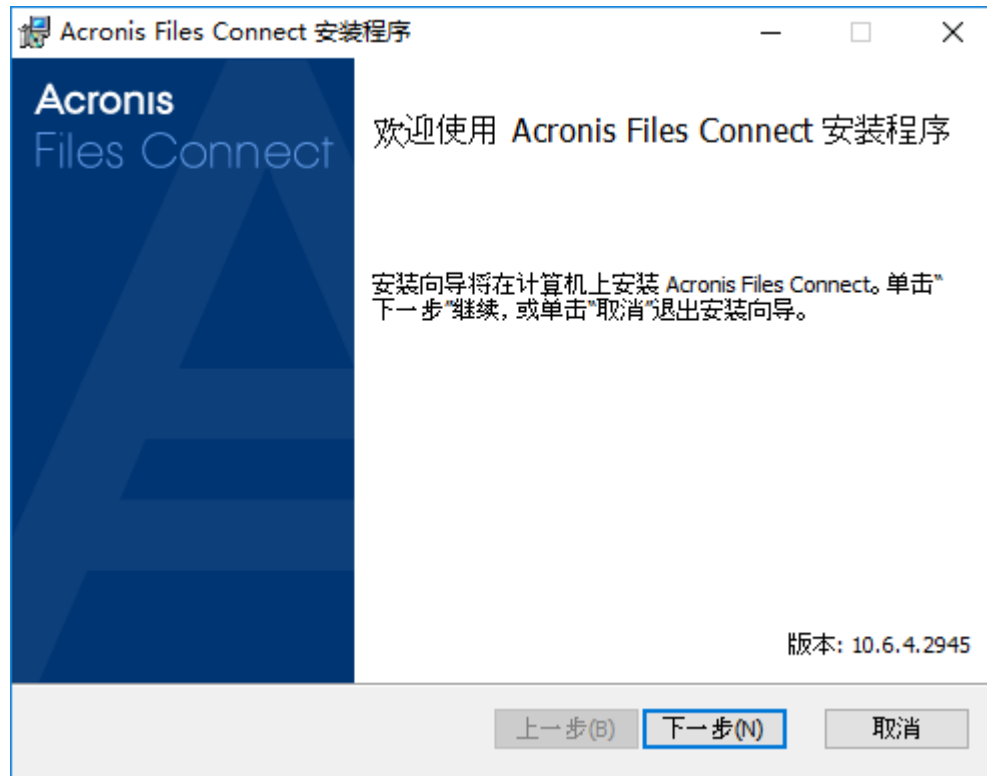 Acronis Files Connect 安装程序
Acronis
Files Connect
欢迎使用 Acronis Files Connect 安装程序
安装向导将在计算机上安装 Acronis Files Connect。单击“
下一步”继续，或单击“取消”退出安装向导。
版本: 10.6.4.2945
上一步(B) 下一步(N) 取消